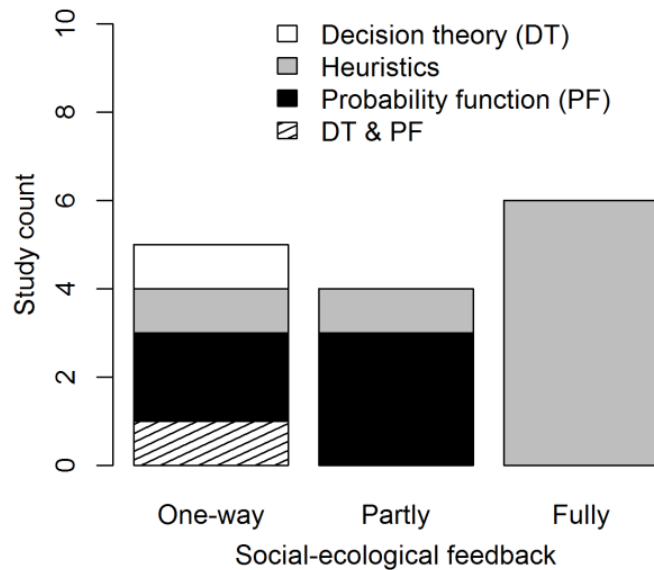 10
8
6
4
2
0
Study count
Decision theory (DT)
Heuristics
Probability function (PF)
DT & PF
One-way Partly Fully
Social-ecological feedback